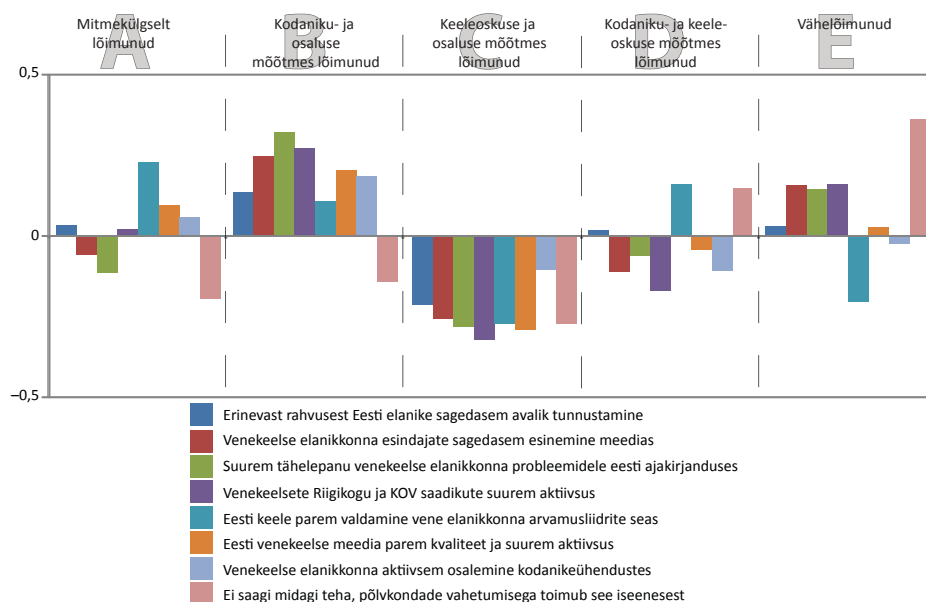 A
Mitmekülgselt
lõimunud
B
Kodaniku- ja
osaluse
mõõtmes lõimunud
C
Keeleoskuse ja
osaluse mõõtmes
lõimunud
D
Kodaniku- ja keele-
oskuse mõõtmes
lõimunud
E
Vähelõimunud
0,5
0
–0,5
Erinevast rahvusest Eesti elanike sagedasem avalik tunnustamine
Venekeelse elanikkonna esindajate sagedasem esinemine meedias
Suurem tähelepanu venekeelse elanikkonna probleemidele eesti ajakirjanduses
Venekeelsete Riigikogu ja KOV saadikute suurem aktiivsus
Eesti keele parem valdamine vene elanikkonna arvamusliidrite seas
Eesti venekeelse meedia parem kvaliteet ja suurem aktiivsus
Venekeelse elanikkonna aktiivsem osalemine kodanikeühendustes
Ei saagi midagi teha, põlvkondade vahetumisega toimub see iseenesest